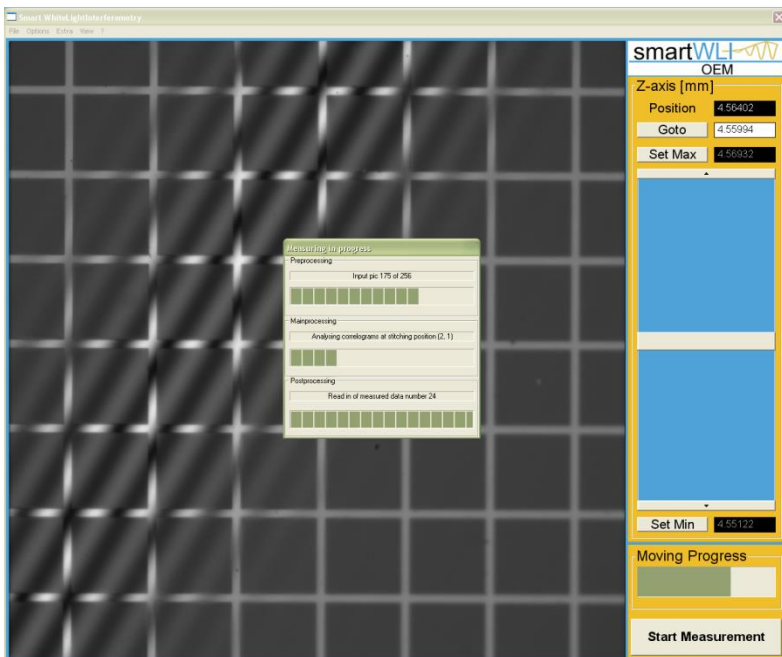 Smart WhiteLightInterferometry
File Options Extras View ?
smartWLI
OEM
Z-axis [mm]
Position 4.56402
Goto 4.55994
Set Max 4.56932
Measuring in progress
Preprocessing
Input pic 175 of 256
Mainprocessing
Analysing correlograms at stitching position (2, 1)
Postprocessing
Read in of measured data number 24
Set Min 4.55122
Moving Progress
Start Measurement